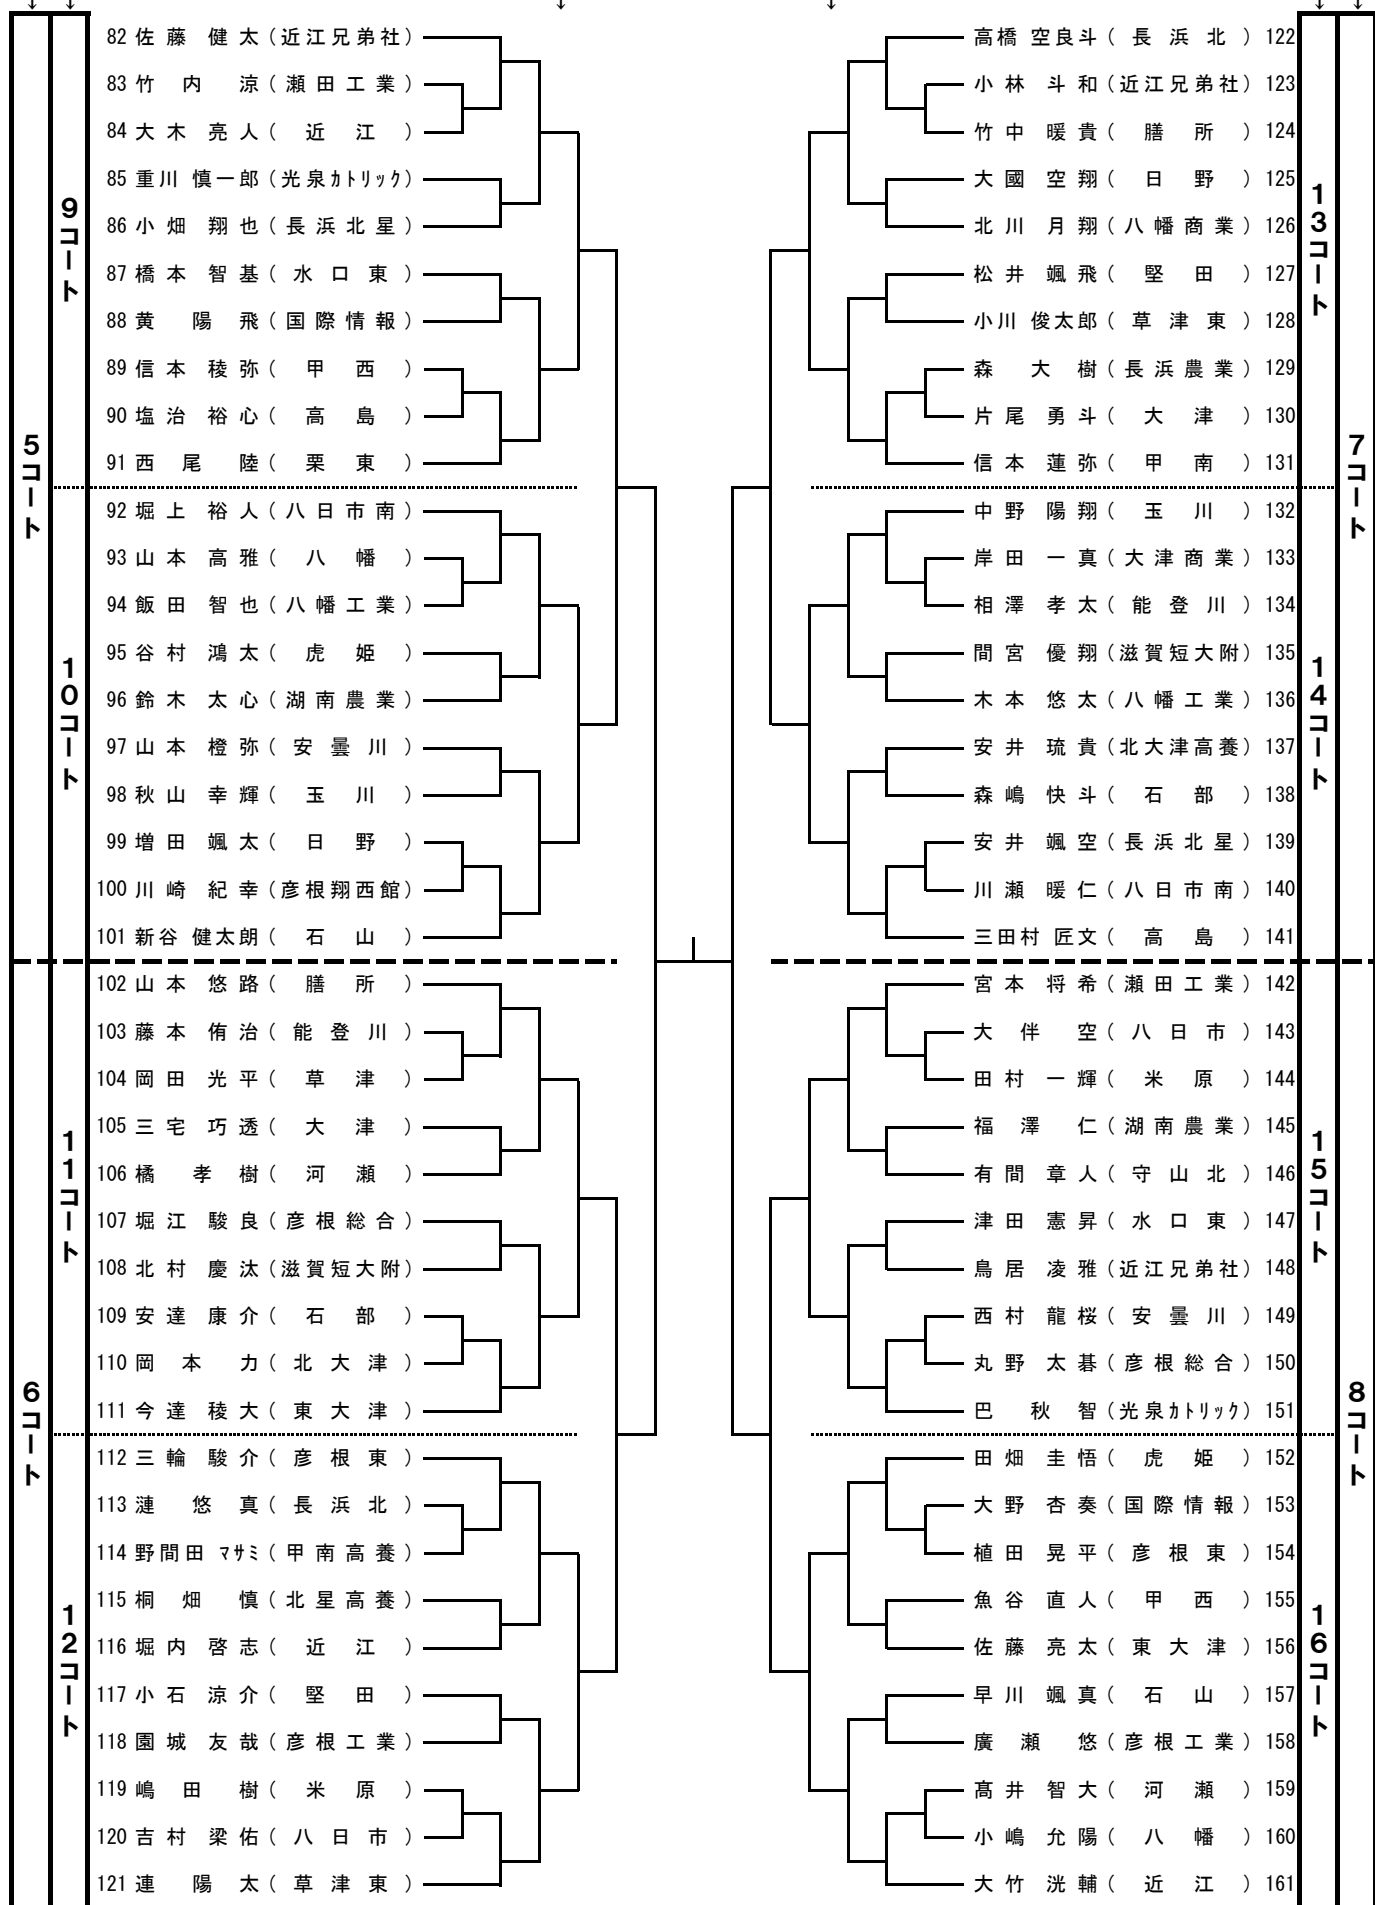 ↓ ↓ ↓ ↓ ↓ ↓
5コート
9コート
82 佐藤 健太 (近江兄弟社)
83 竹内 涼 (瀬田工業)
84 大木 亮人 (近江)
85 重川 慎一郎 (光泉カトリック)
86 小畑 翔也 (長浜北星)
87 橋本 智基 (水口東)
88 黄 陽飛 (国際情報)
89 信本 稜弥 (甲西)
90 塩治 裕心 (高島)
91 西尾 陸 (栗東)
10コート
92 堀上 裕人 (八日市南)
93 山本 高雅 (八幡)
94 飯田 智也 (八幡工業)
95 谷村 鴻太 (虎姫)
96 鈴木 太心 (湖南農業)
97 山本 橙弥 (安曇川)
98 秋山 幸輝 (玉川)
99 増田 颯太 (日野)
100 川崎 紀幸 (彦根翔西館)
101 新谷 健太朗 (石山)
6コート
11コート
102 山本 悠路 (膳所)
103 藤本 侑治 (能登川)
104 岡田 光平 (草津)
105 三宅 巧透 (大津)
106 橘 孝樹 (河瀬)
107 堀江 駿良 (彦根総合)
108 北村 慶汰 (滋賀短大附)
109 安達 康介 (石部)
110 岡本 力 (北大津)
111 今達 稜大 (東大津)
12コート
112 三輪 駿介 (彦根東)
113 漣 悠真 (長浜北)
114 野間田 マサミ (甲南高養)
115 桐畑 慎 (北星高養)
116 堀内 啓志 (近江)
117 小石 涼介 (堅田)
118 園城 友哉 (彦根工業)
119 嶋田 樹 (米原)
120 吉村 梁佑 (八日市)
121 連 陽太 (草津東)
7コート
13コート
高橋 空良斗 (長浜北) 122
小林 斗和 (近江兄弟社) 123
竹中 暖貴 (膳所) 124
大國 空翔 (日野) 125
北川 月翔 (八幡商業) 126
松井 颯飛 (堅田) 127
小川 俊太郎 (草津東) 128
森 大樹 (長浜農業) 129
片尾 勇斗 (大津) 130
信本 蓮弥 (甲南) 131
14コート
中野 陽翔 (玉川) 132
岸田 一真 (大津商業) 133
相澤 孝太 (能登川) 134
間宮 優翔 (滋賀短大附) 135
木本 悠太 (八幡工業) 136
安井 琉貴 (北大津高養) 137
森嶋 快斗 (石部) 138
安井 颯空 (長浜北星) 139
川瀬 暖仁 (八日市南) 140
三田村 匠文 (高島) 141
8コート
15コート
宮本 将希 (瀬田工業) 142
大伴 空 (八日市) 143
田村 一輝 (米原) 144
福澤 仁 (湖南農業) 145
有間 章人 (守山北) 146
津田 憲昇 (水口東) 147
鳥居 凌雅 (近江兄弟社) 148
西村 龍桜 (安曇川) 149
丸野 太碁 (彦根総合) 150
巴 秋智 (光泉カトリック) 151
16コート
田畑 圭悟 (虎姫) 152
大野 杏奏 (国際情報) 153
植田 晃平 (彦根東) 154
魚谷 直人 (甲西) 155
佐藤 亮太 (東大津) 156
早川 颯真 (石山) 157
廣瀬 悠 (彦根工業) 158
髙井 智大 (河瀬) 159
小嶋 允陽 (八幡) 160
大竹 洸輔 (近江) 161